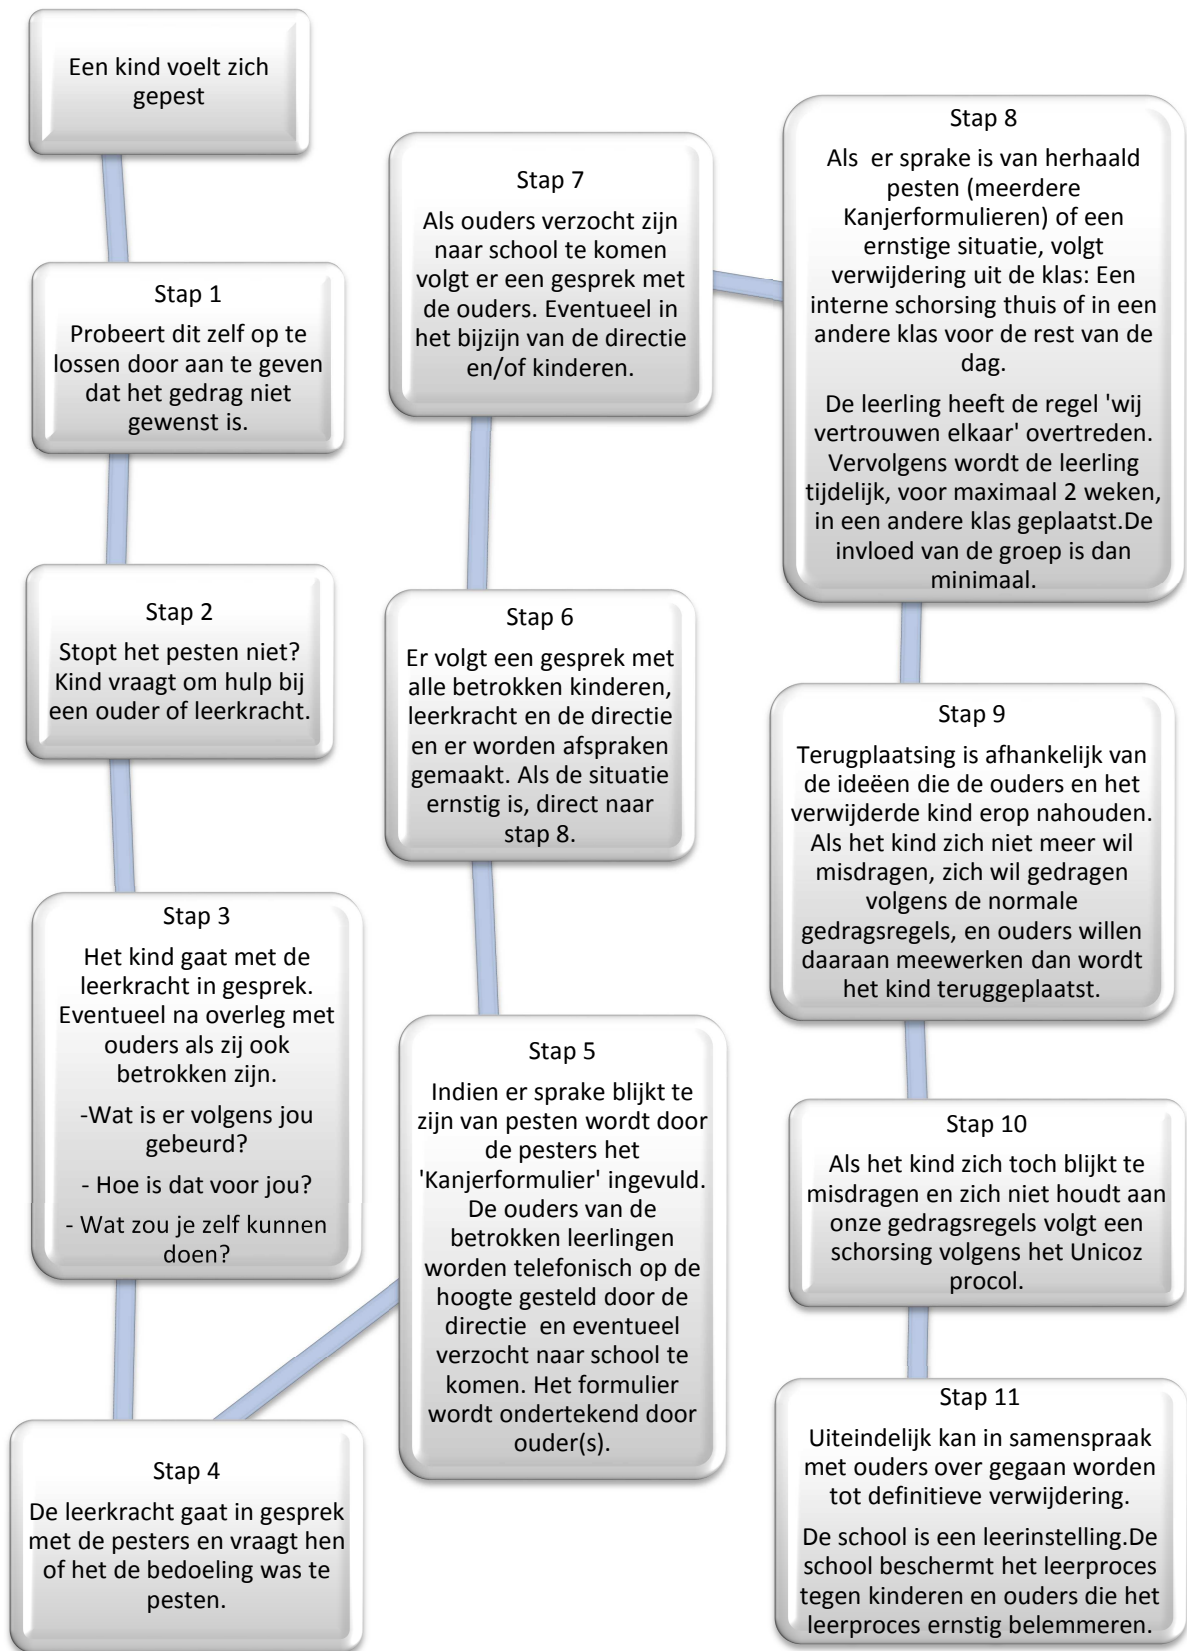 Een kind voelt zich
gepest
Stap 1
Probeert dit zelf op te
lossen door aan te geven
dat het gedrag niet
gewenst is.
Stap 2
Stopt het pesten niet?
Kind vraagt om hulp bij
een ouder of leerkracht.
Stap 3
Het kind gaat met de
leerkracht in gesprek.
Eventueel na overleg met
ouders als zij ook
betrokken zijn.
-Wat is er volgens jou
gebeurd?
- Hoe is dat voor jou?
- Wat zou je zelf kunnen
doen?
Stap 4
De leerkracht gaat in gesprek
met de pesters en vraagt hen
of het de bedoeling was te
pesten.
Stap 5
Indien er sprake blijkt te
zijn van pesten wordt door
de pesters het
'Kanjerformulier' ingevuld.
De ouders van de
betrokken leerlingen
worden telefonisch op de
hoogte gesteld door de
directie en eventueel
verzocht naar school te
komen. Het formulier
wordt ondertekend door
ouder(s).
Stap 6
Er volgt een gesprek met
alle betrokken kinderen,
leerkracht en de directie
en er worden afspraken
gemaakt. Als de situatie
ernstig is, direct naar
stap 8.
Stap 7
Als ouders verzocht zijn
naar school te komen
volgt er een gesprek met
de ouders. Eventueel in
het bijzijn van de directie
en/of kinderen.
Stap 8
Als er sprake is van herhaald
pesten (meerdere
Kanjerformulieren) of een
ernstige situatie, volgt
verwijdering uit de klas: Een
interne schorsing thuis of in een
andere klas voor de rest van de
dag.
De leerling heeft de regel 'wij
vertrouwen elkaar' overtreden.
Vervolgens wordt de leerling
tijdelijk, voor maximaal 2 weken,
in een andere klas geplaatst.De
invloed van de groep is dan
minimaal.
Stap 9
Terugplaatsing is afhankelijk van
de ideëen die de ouders en het
verwijderde kind erop nahouden.
Als het kind zich niet meer wil
misdragen, zich wil gedragen
volgens de normale
gedragsregels, en ouders willen
daaraan meewerken dan wordt
het kind teruggeplaatst.
Stap 10
Als het kind zich toch blijkt te
misdragen en zich niet houdt aan
onze gedragsregels volgt een
schorsing volgens het Unicoz
procol.
Stap 11
Uiteindelijk kan in samenspraak
met ouders over gegaan worden
tot definitieve verwijdering.
De school is een leerinstelling.De
school beschermt het leerproces
tegen kinderen en ouders die het
leerproces ernstig belemmeren.